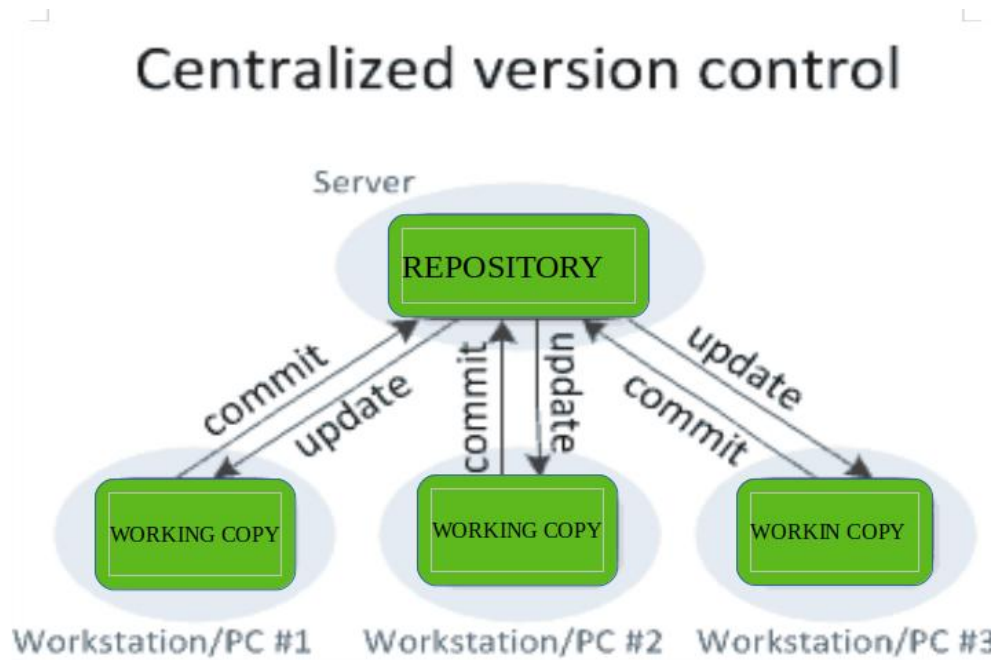 Centralized version control
Server
REPOSITORY
commit
update
commit
update
commit
update
WORKING COPY
WORKING COPY
WORKIN COPY
Workstation/PC #1
Workstation/PC #2
Workstation/PC #3